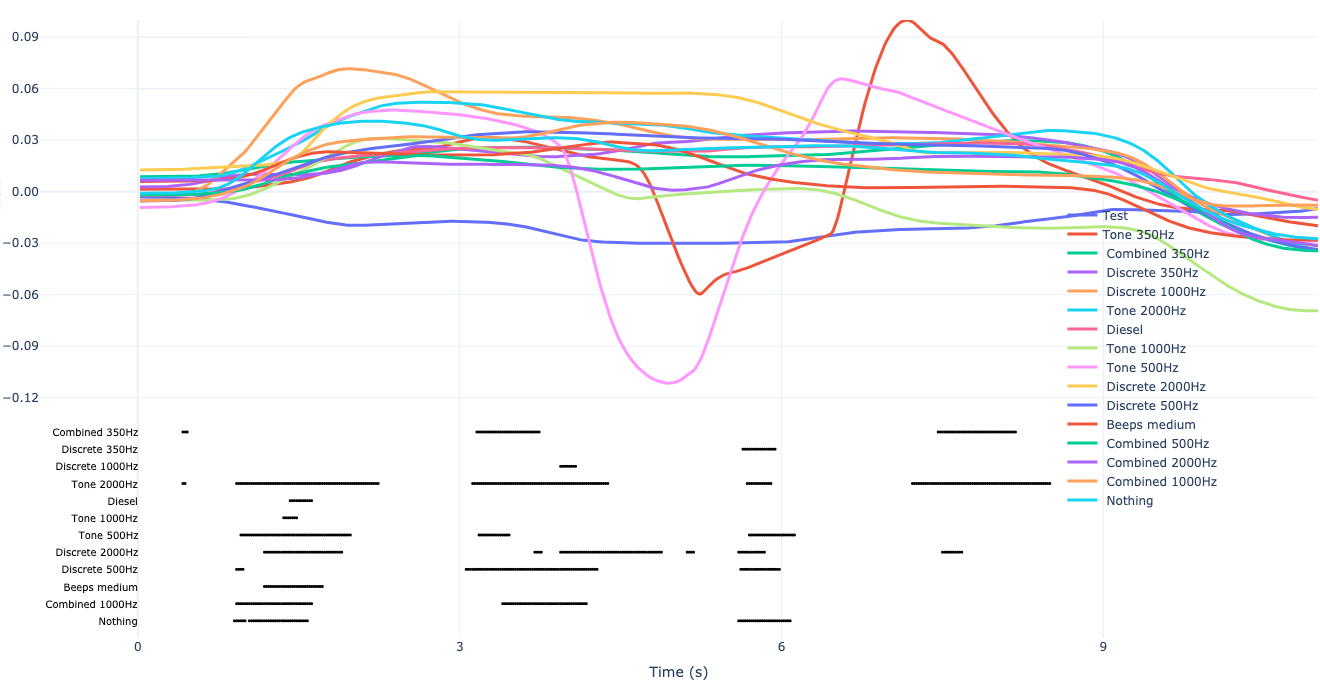 0.09
0.06
0.03
0.00
−0.03
−0.06
−0.09
−0.12
Test
Tone 350Hz
Combined 350Hz
Discrete 350Hz
Discrete 1000Hz
Tone 2000Hz
Diesel
Tone 1000Hz
Tone 500Hz
Discrete 2000Hz
Discrete 500Hz
Beeps medium
Combined 500Hz
Combined 2000Hz
Combined 1000Hz
Nothing
Combined 350Hz
Discrete 350Hz
Discrete 1000Hz
Tone 2000Hz
Diesel
Tone 1000Hz
Tone 500Hz
Discrete 2000Hz
Discrete 500Hz
Beeps medium
Combined 1000Hz
Nothing
0 3 6 9
Time (s)